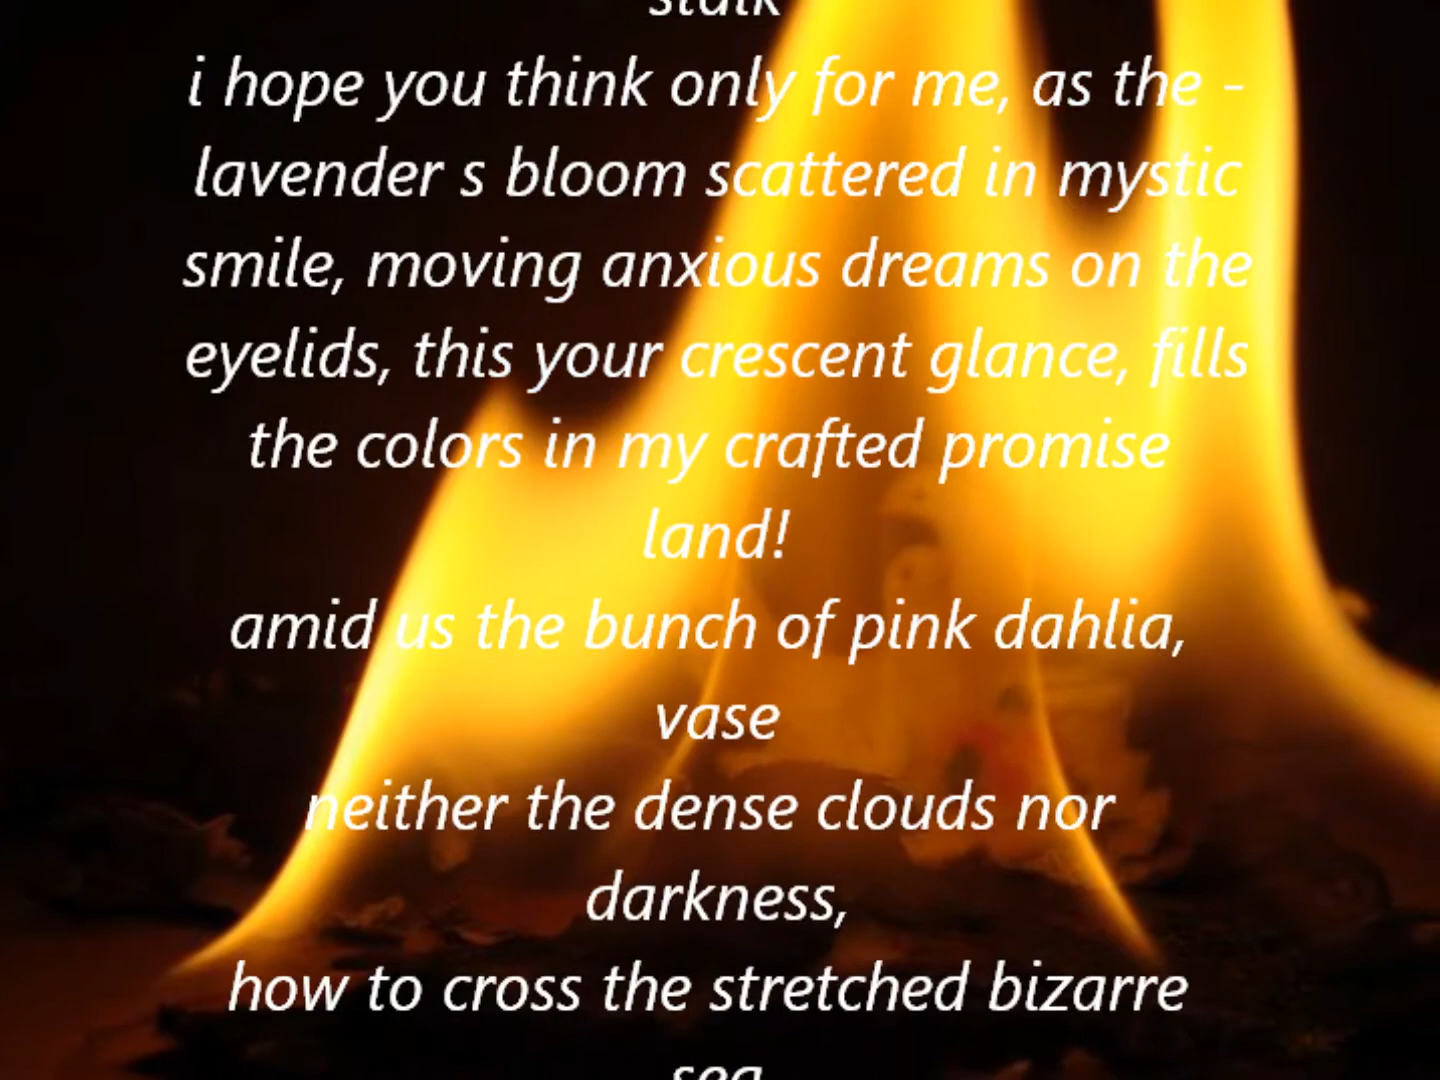 stalk
i hope you think only for me, as the -
lavender s bloom scattered in mystic
smile, moving anxious dreams on the
eyelids, this your crescent glance, fills
the colors in my crafted promise
land!
amid us the bunch of pink dahlia,
vase
neither the dense clouds nor
darkness,
how to cross the stretched bizarre
sea